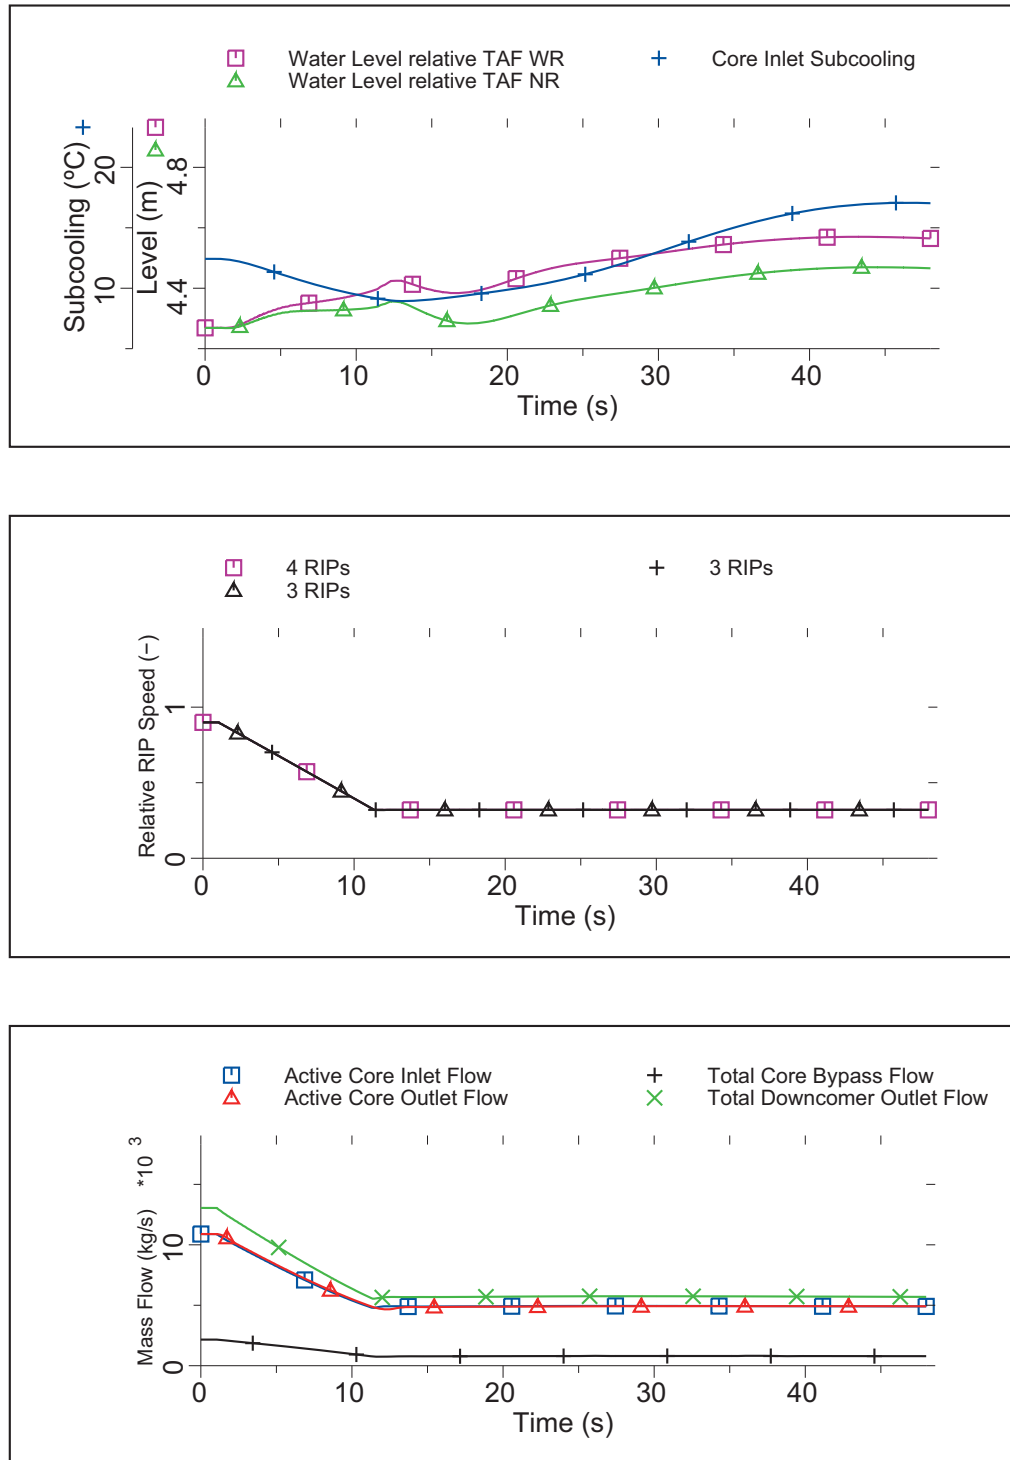 Water Level relative TAF WR
Core Inlet Subcooling
Water Level relative TAF NR
Subcooling (ºC)
10
20
Level (m)
4.4
4.8
0
10
20
30
40
Time (s)
4 RIPs
3 RIPs
3 RIPs
Relative RIP Speed (−)
0
1
0
10
20
30
40
Time (s)
Active Core Inlet Flow
Total Core Bypass Flow
Active Core Outlet Flow
Total Downcomer Outlet Flow
Mass Flow (kg/s) *10 3
0
10
0
10
20
30
40
Time (s)